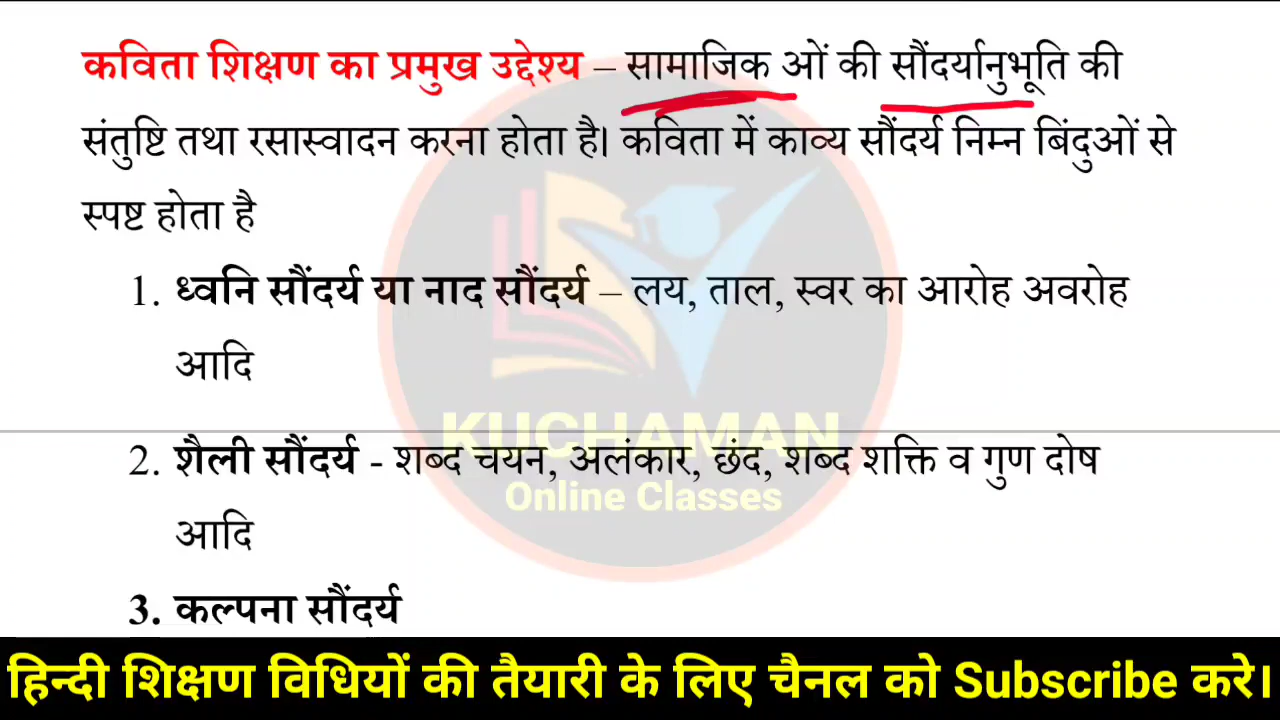 कविता शिक्षण का प्रमुख उद्देश्य – सामाजिक ओं की सौंदर्यानुभूति की
संतुष्टि तथा रसास्वादन करना होता है। कविता में काव्य सौंदर्य निम्न बिंदुओं से
स्पष्ट होता है
1. ध्वनि सौंदर्य या नाद सौंदर्य – लय, ताल, स्वर का आरोह अवरोह
आदि
KUCHAMAN
2. शैली सौंदर्य - शब्द चयन, अलंकार, छंद, शब्द शक्ति व गुण दोष
Online Classes
आदि
3. कल्पना सौंदर्य
हिन्दी शिक्षण विधियों की तैयारी के लिए चैनल को Subscribe करे।